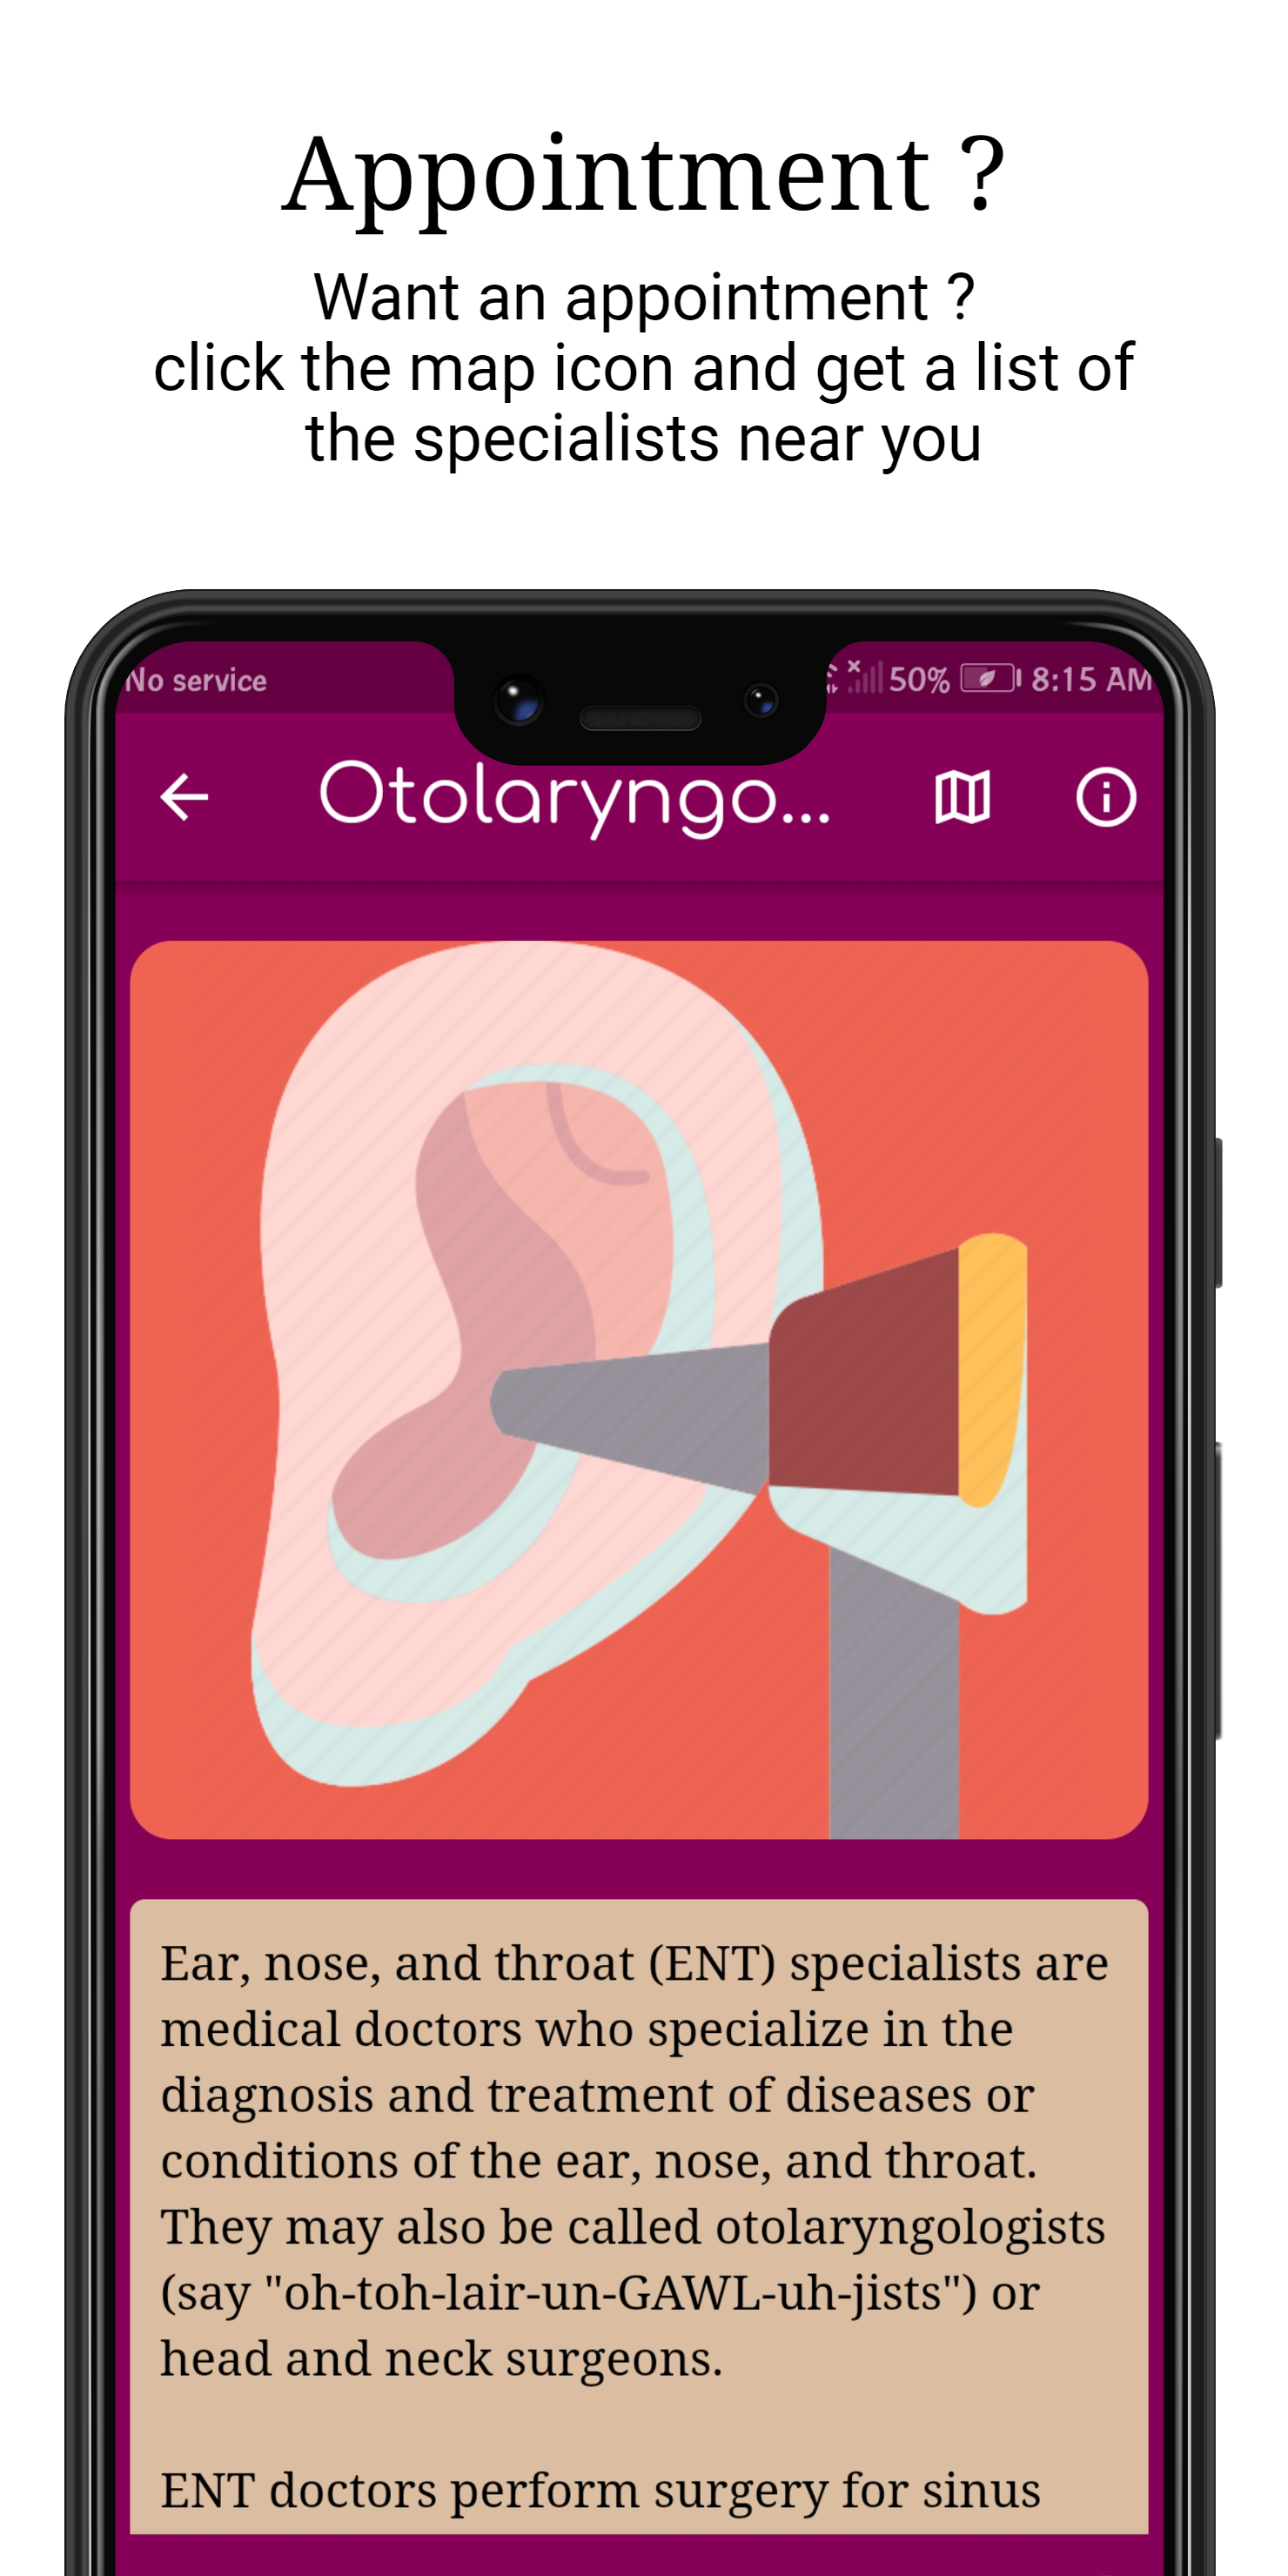 Appointment ?
Want an appointment ?
click the map icon and get a list of
the specialists near you
No service
50%
8:15 AM
Otolaryngo...
Ear, nose, and throat (ENT) specialists are
medical doctors who specialize in the
diagnosis and treatment of diseases or
conditions of the ear, nose, and throat.
They may also be called otolaryngologists
(say "oh-toh-lair-un-GAWL-uh-jists") or
head and neck surgeons.
ENT doctors perform surgery for sinus